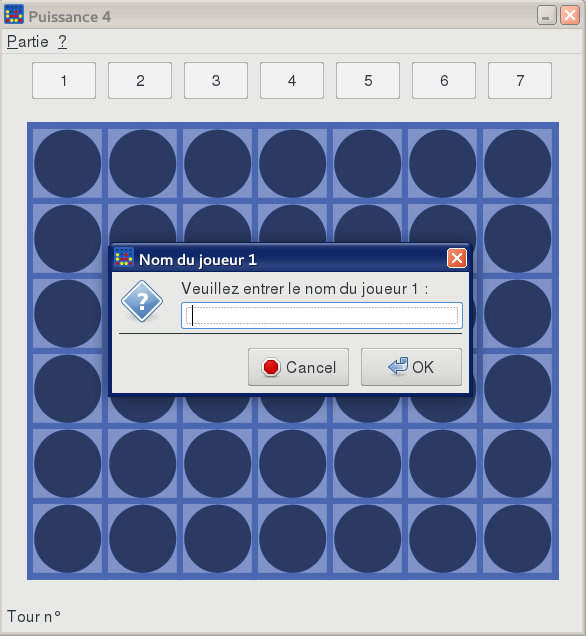 Puissance 4
Partie ?
1 2 3 4 5 6 7
Nom du joueur 1
?
Veuillez entrer le nom du joueur 1 :
Cancel OK
Tour n°